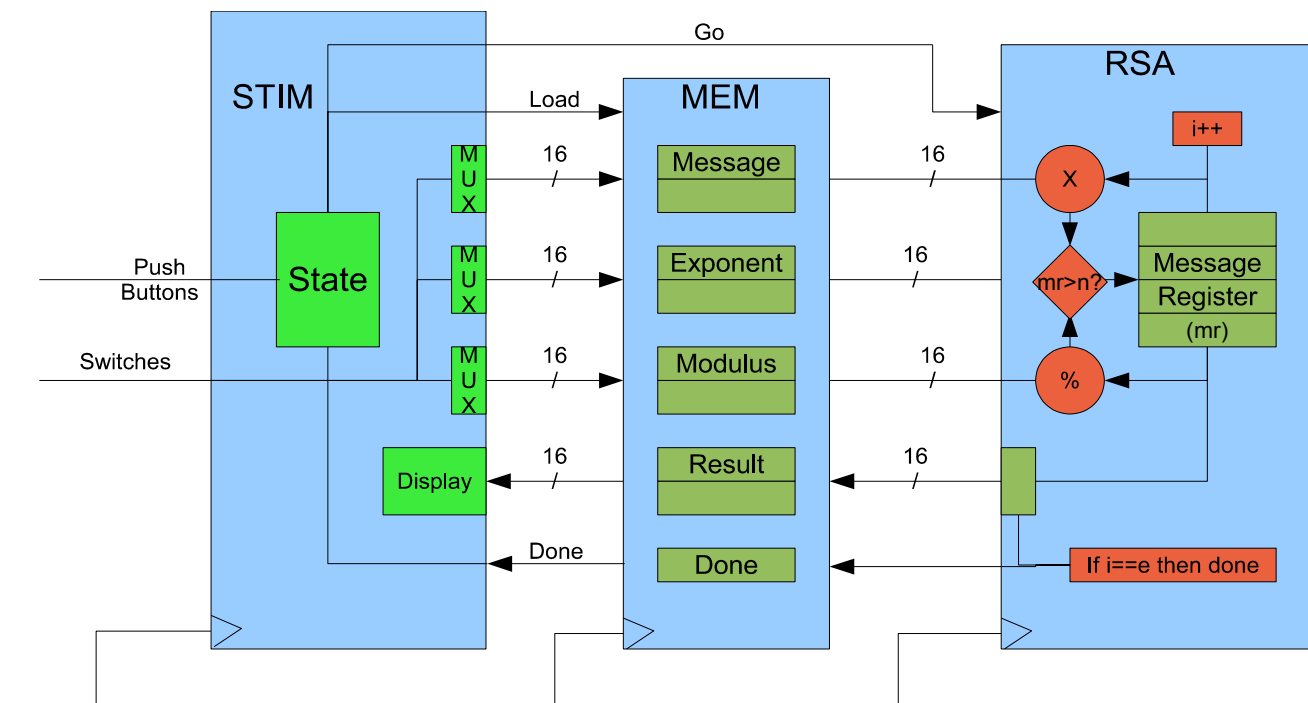 Go
STIM
MEM
RSA
Load
i++
M
U
X
16
Message
16
X
Push
Buttons
State
M
U
X
16
Exponent
16
mr>n?
Message
Register
(mr)
Switches
M
U
X
16
Modulus
16
%
Display
16
Result
16
Done
Done
If i==e then done